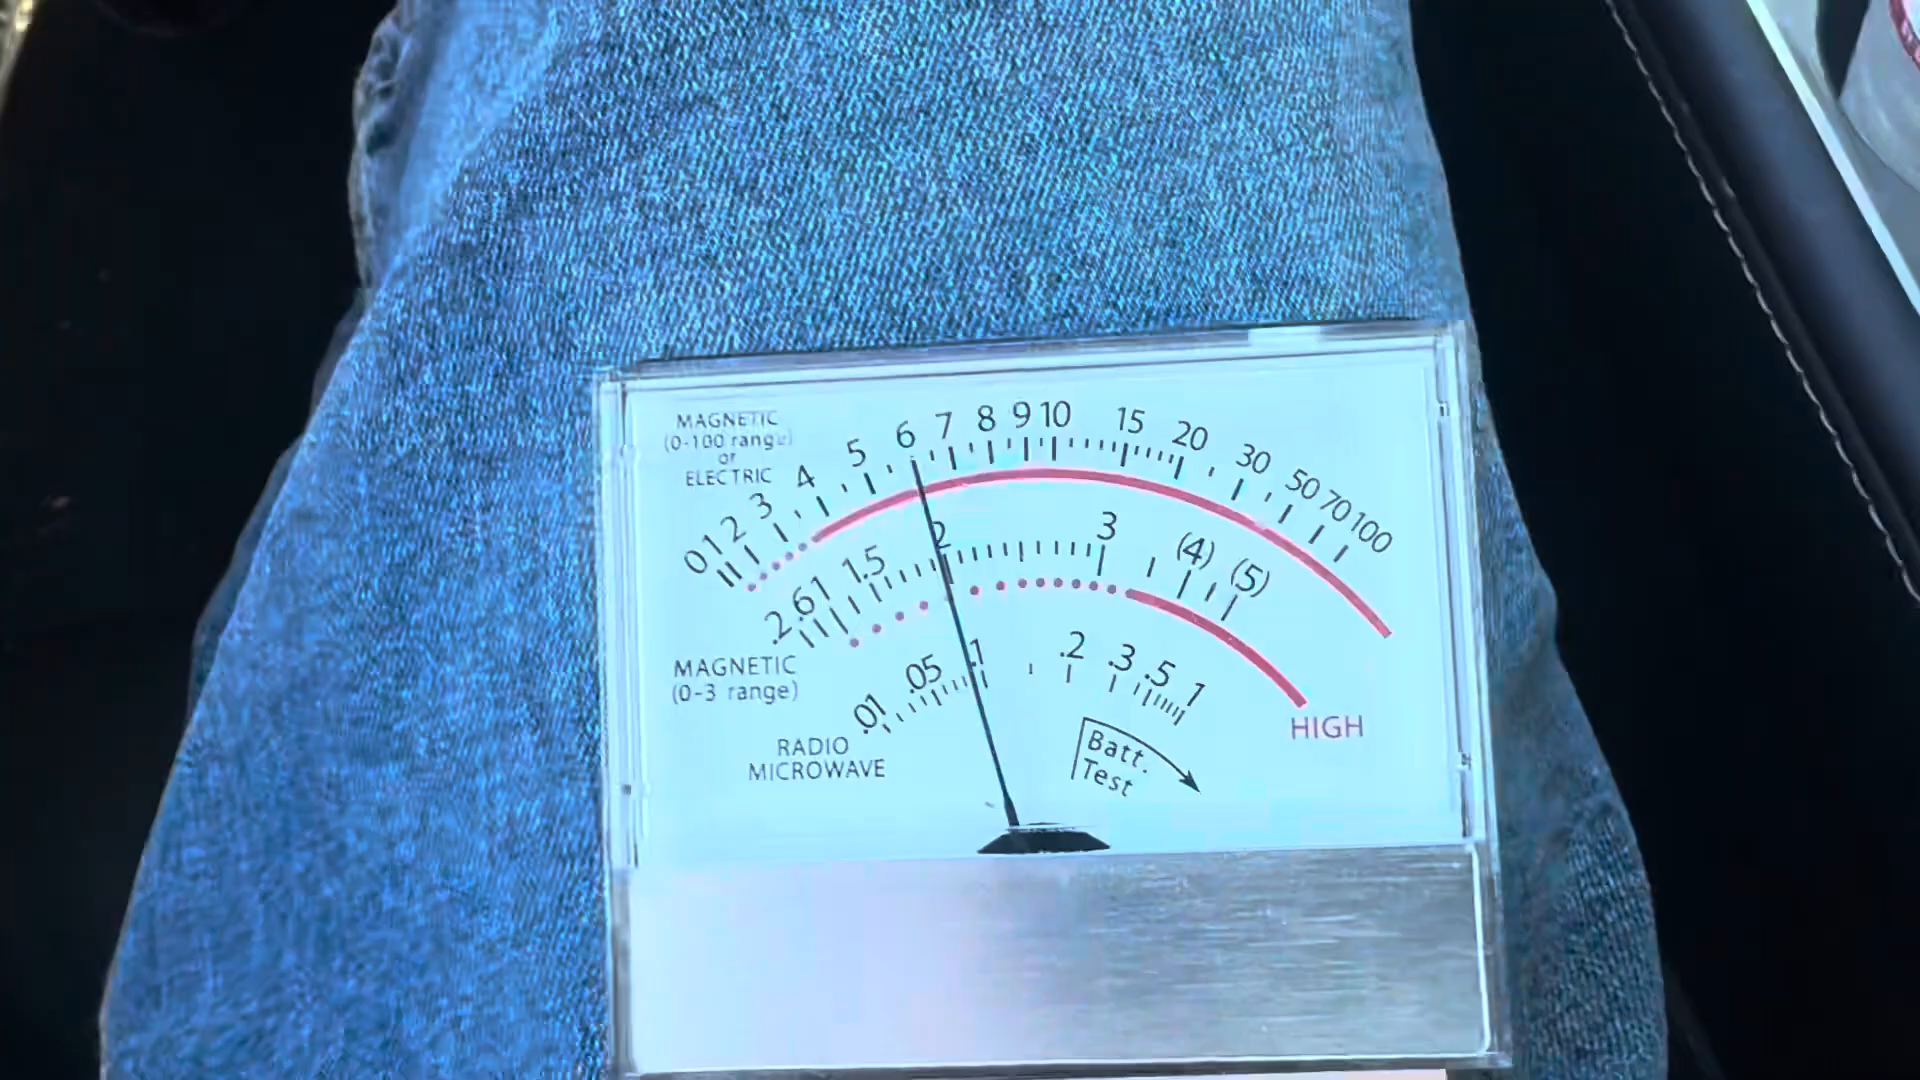 MAGNETIC
(0-100 range)
or
ELECTRIC
0 1 2 3 4 5 6 7 8 9 10 15 20 30 50 70 100
.2 .6 1 1.5 2 3 (4) (5)
MAGNETIC
(0-3 range)
.01 .05 .1 .2 .3 .5 1
RADIO
MICROWAVE
HIGH
Batt.
Test